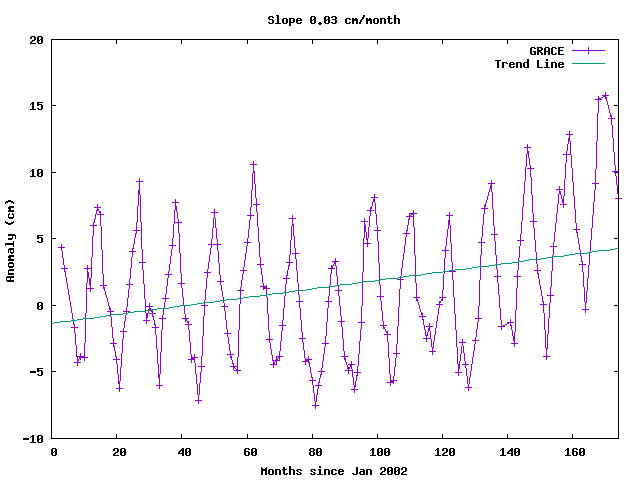 Slope 0.03 cm/month
20
15
10
5
0
-5
-10
Anomaly (cm)
GRACE
Trend Line
0 20 40 60 80 100 120 140 160
Months since Jan 2002